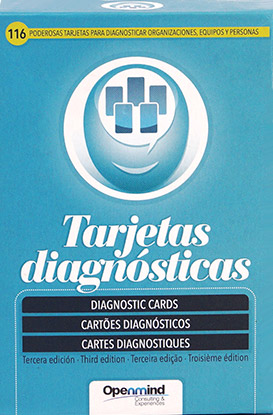 116 PODEROSAS TARJETAS PARA DIAGNOSTICAR ORGANIZACIONES, EQUIPOS Y PERSONAS
Tarjetas
diagnósticas
DIAGNOSTIC CARDS
CARTÕES DIAGNÓSTICOS
CARTES DIAGNOSTIQUES
Tercera edición - Third edition - Terceira edição - Troisième édition
Openmind
Consulting &
Experiences